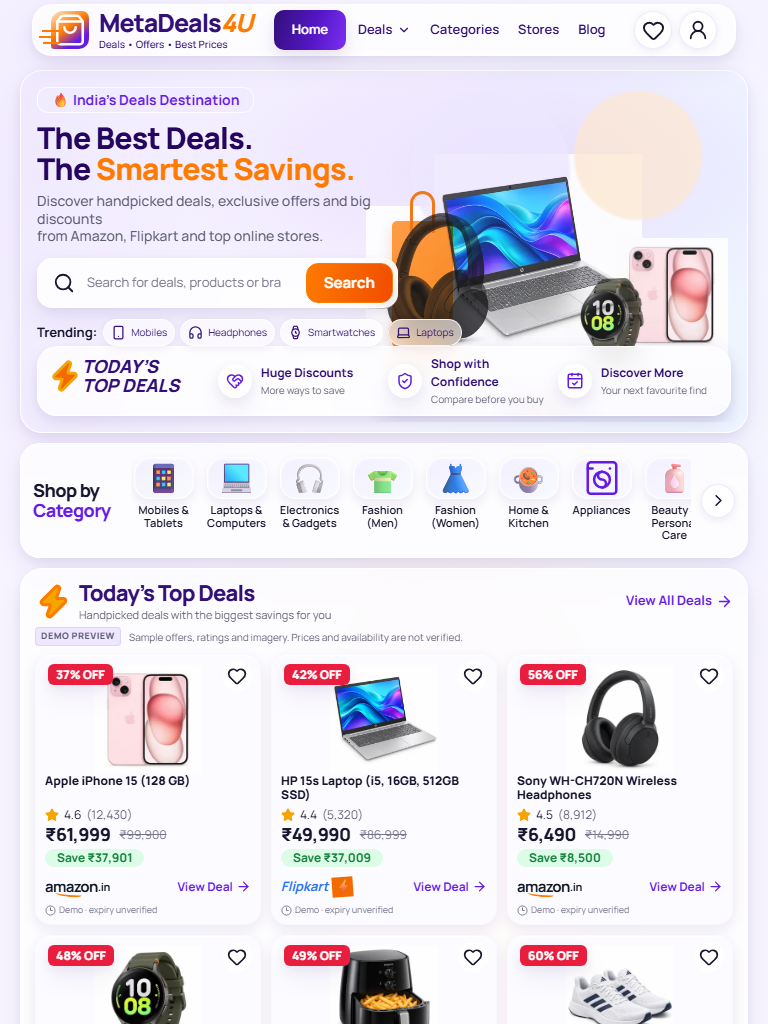 MetaDeals4U
Deals • Offers • Best Prices
Home
Deals
Categories
Stores
Blog
India's Deals Destination
The Best Deals.
The Smartest Savings.
Discover handpicked deals, exclusive offers and big
discounts
from Amazon, Flipkart and top online stores.
Search for deals, products or bra
Search
Trending:
Mobiles
Headphones
Smartwatches
Laptops
10
08
TODAY'S
TOP DEALS
Huge Discounts
More ways to save
Shop with
Confidence
Compare before you buy
Discover More
Your next favourite find
Shop by
Category
Mobiles &
Tablets
Laptops &
Computers
Electronics
& Gadgets
Fashion
(Men)
Fashion
(Women)
Home &
Kitchen
Appliances
Beauty
Persona
Care
Today's Top Deals
Handpicked deals with the biggest savings for you
View All Deals
DEMO PREVIEW
Sample offers, ratings and imagery. Prices and availability are not verified.
37% OFF
Apple iPhone 15 (128 GB)
4.6 (12,430)
₹61,999 ₹99,900
Save ₹37,901
amazon.in
View Deal
Demo · expiry unverified
42% OFF
HP 15s Laptop (i5, 16GB, 512GB
SSD)
4.4 (5,320)
₹49,990 ₹86,999
Save ₹37,009
Flipkart
View Deal
Demo · expiry unverified
56% OFF
Sony WH-CH720N Wireless
Headphones
4.5 (8,912)
₹6,490 ₹14,990
Save ₹8,500
amazon.in
View Deal
Demo · expiry unverified
48% OFF
10
08
49% OFF
60% OFF